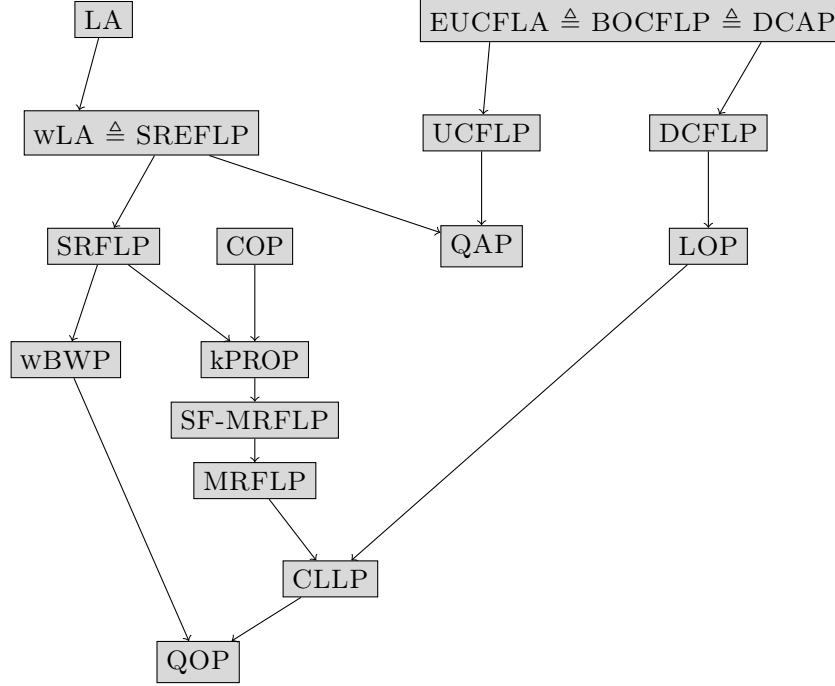 LA
EUCFLA ≜ BOCFLP ≜ DCAP
wLA ≜ SREFLP
UCFLP
DCFLP
SRFLP
COP
QAP
LOP
wBWP
kPROP
SF-MRFLP
MRFLP
CLLP
QOP